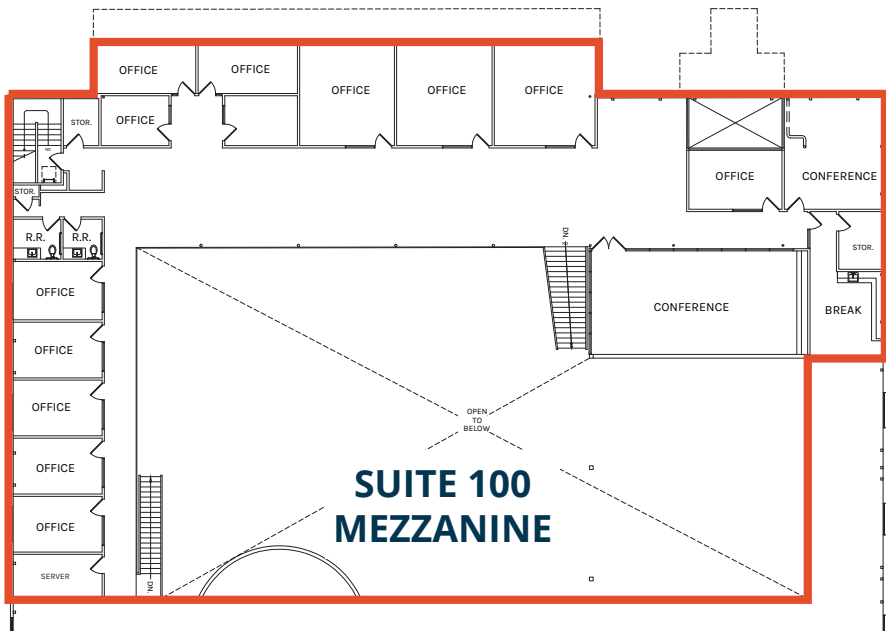 OFFICE
OFFICE
OFFICE
OFFICE
OFFICE
STOR.
OFFICE
OFFICE
CONFERENCE
STOR.
R.R.
R.R.
DN.
STOR.
OFFICE
CONFERENCE
BREAK
OFFICE
OFFICE
OPEN
TO
BELOW
OFFICE
SUITE 100
MEZZANINE
OFFICE
SERVER
DN.